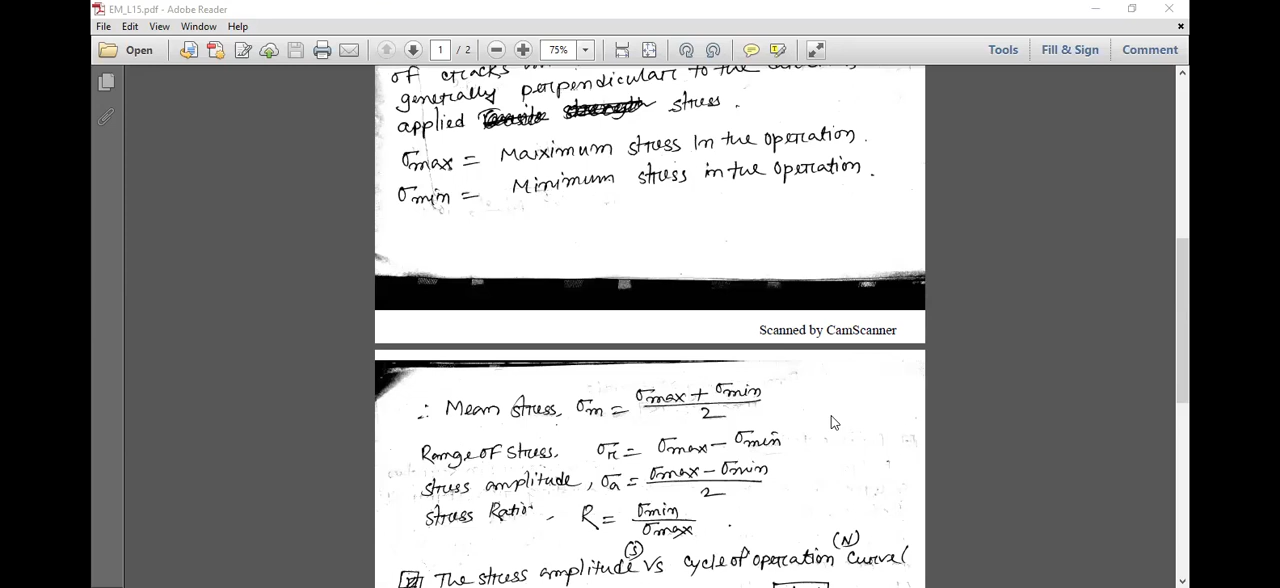 EM_L15.pdf - Adobe Reader
File Edit View Window Help
Open 1 / 2 75% Tools Fill & Sign Comment
of cracks
generally perpendicular to the
applied stress.
σmax = Maximum stress in the operation.
σmin = Minimum stress in the operation.
Scanned by CamScanner
∴ Mean stress, σm = (σmax + σmin) / 2
Range of stress. σr = σmax - σmin
stress amplitude, σa = (σmax - σmin) / 2
stress Ratio - R = σmin / σmax .
The stress amplitude (S) Vs cycle of operation (N) curve (